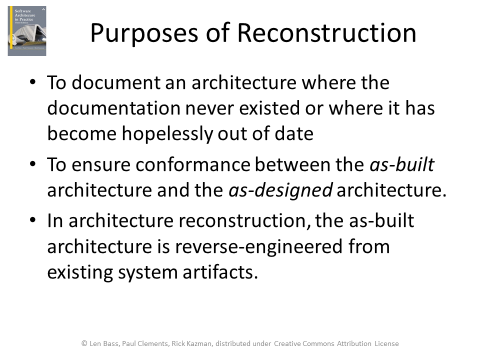 Software
Architecture
in Practice
Purposes of Reconstruction
• To document an architecture where the
documentation never existed or where it has
become hopelessly out of date
• To ensure conformance between the as-built
architecture and the as-designed architecture.
• In architecture reconstruction, the as-built
architecture is reverse-engineered from
existing system artifacts.
© Len Bass, Paul Clements, Rick Kazman, distributed under Creative Commons Attribution License